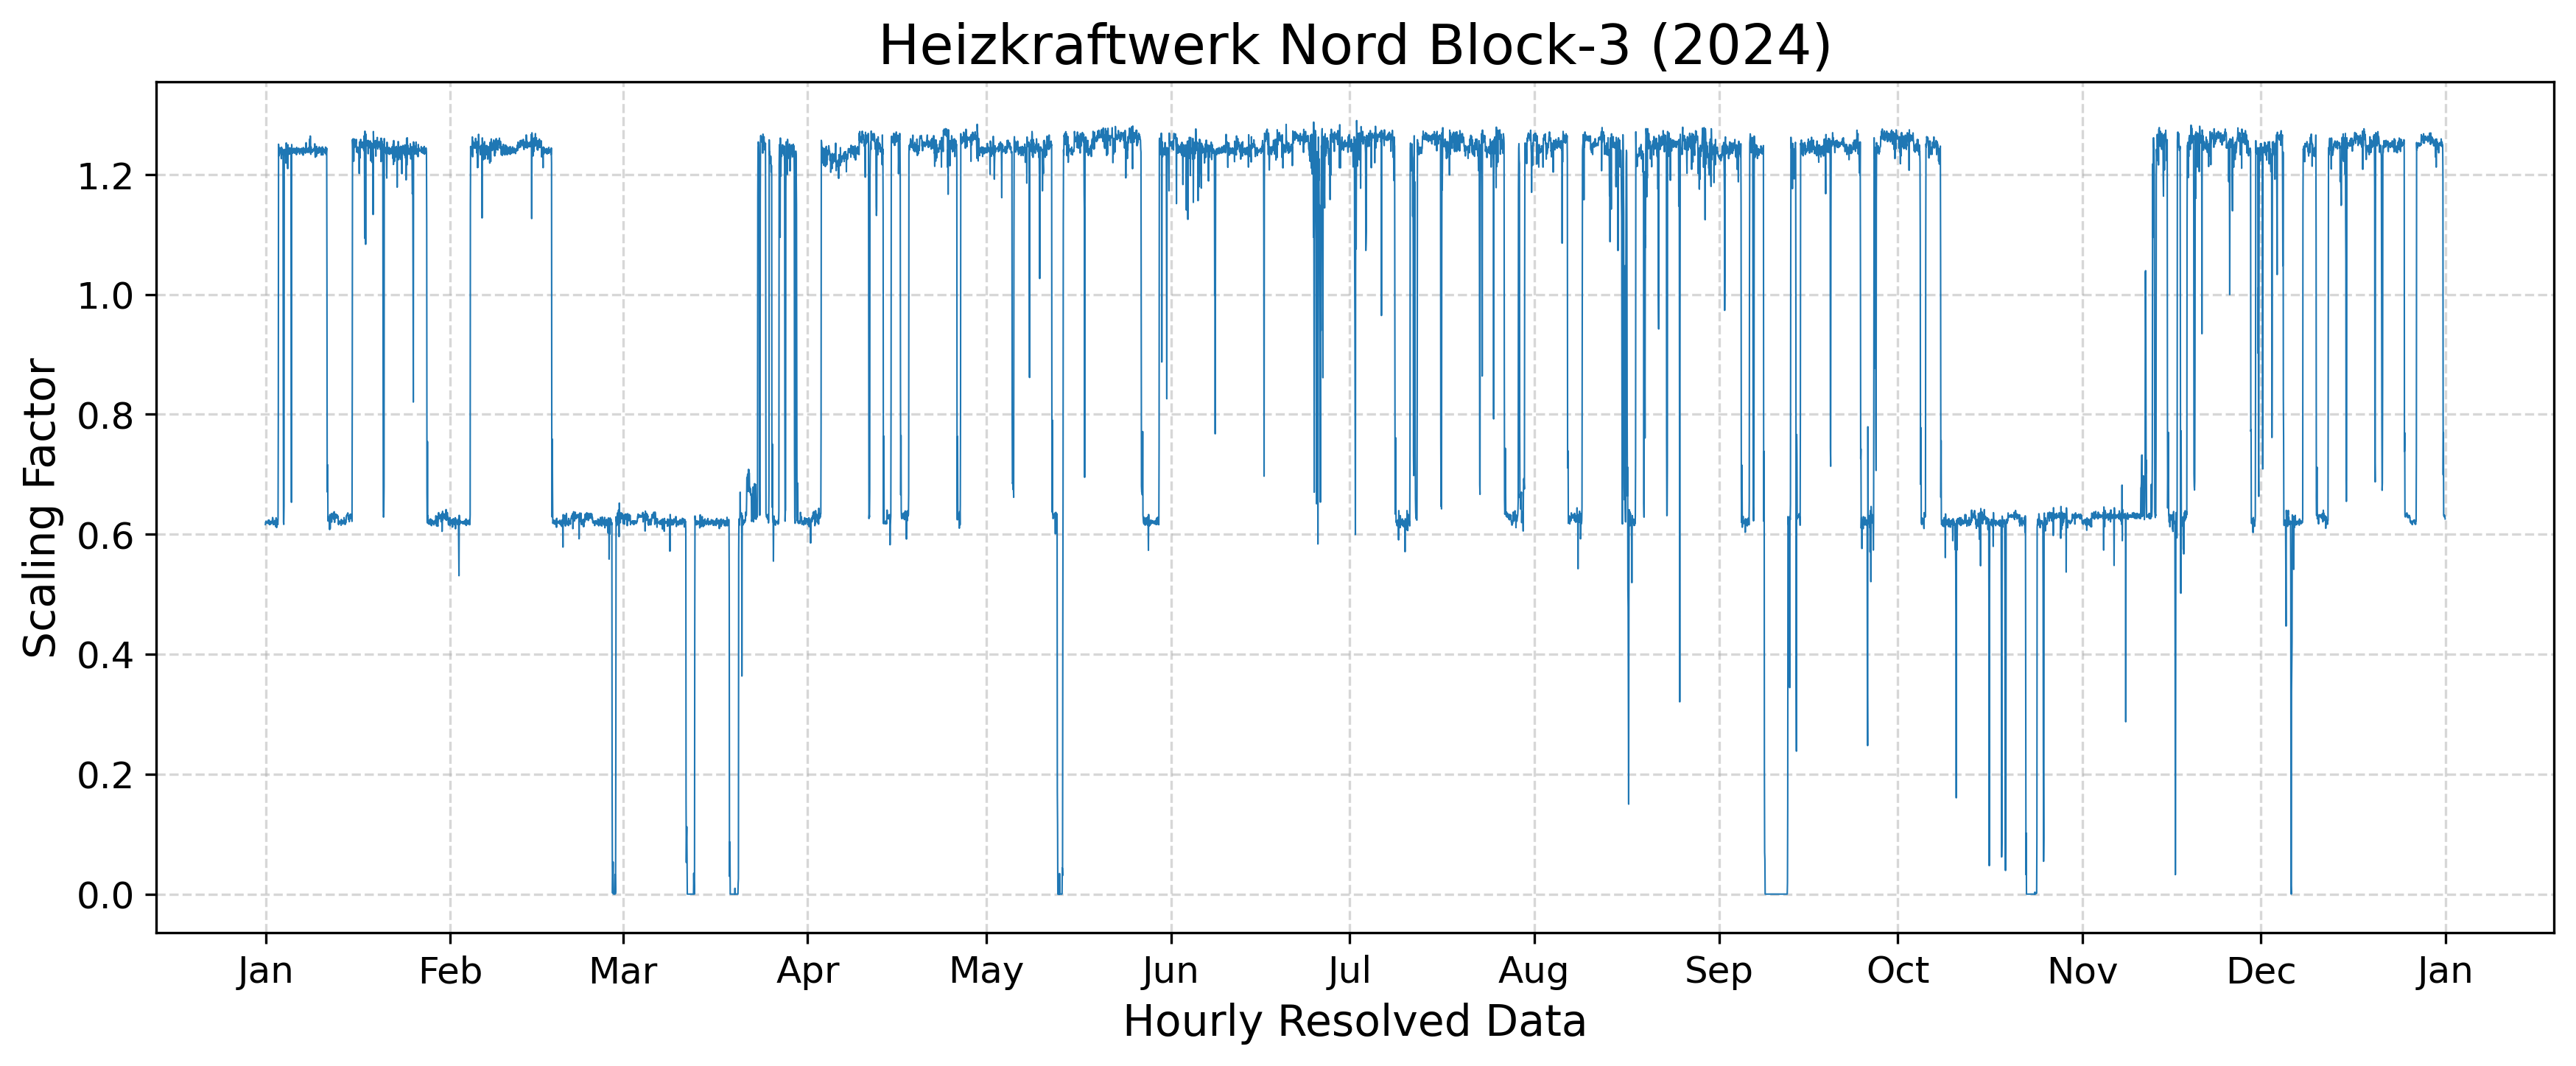 Heizkraftwerk Nord Block-3 (2024)
Scaling Factor
1.2
1.0
0.8
0.6
0.4
0.2
0.0
Jan Feb Mar Apr May Jun Jul Aug Sep Oct Nov Dec Jan
Hourly Resolved Data